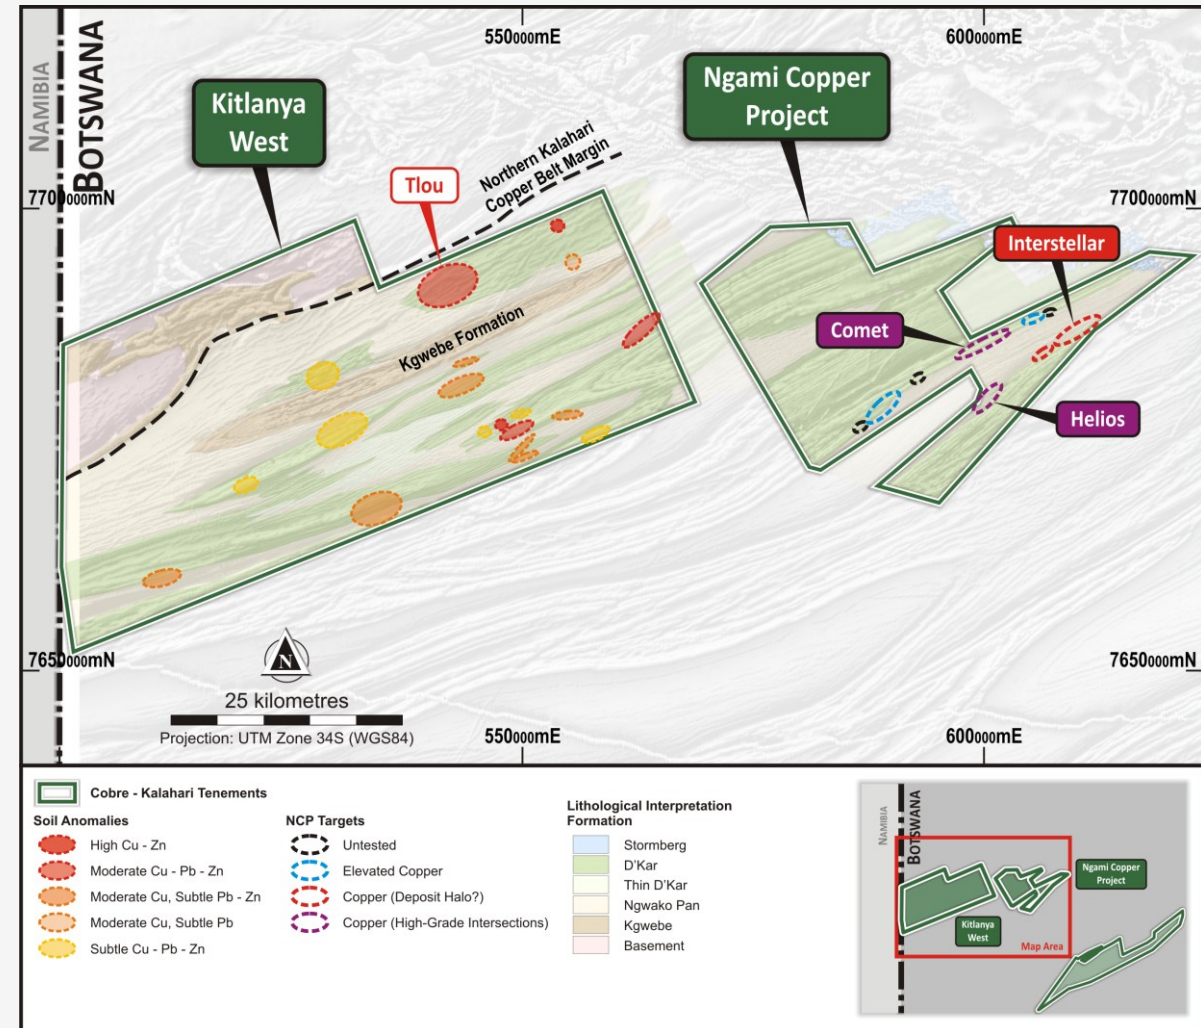 550000mE
600000mE
NAMIBIA
BOTSWANA
Kitlanya
West
Ngami Copper
Project
Northern Kalahari
Copper Belt Margin
Tlou
7700000mN
7700000mN
Interstellar
Comet
Kgwebe Formation
Helios
N
7650000mN
7650000mN
25 kilometres
Projection: UTM Zone 34S (WGS84)
550000mE
600000mE
Cobre - Kalahari Tenements
Soil Anomalies
High Cu - Zn
Moderate Cu - Pb - Zn
Moderate Cu, Subtle Pb - Zn
Moderate Cu, Subtle Pb
Subtle Cu - Pb - Zn
NCP Targets
Untested
Elevated Copper
Copper (Deposit Halo?)
Copper (High-Grade Intersections)
Lithological Interpretation
Formation
Stormberg
D'Kar
Thin D'Kar
Ngwako Pan
Kgwebe
Basement
NAMIBIA
BOTSWANA
Ngami Copper
Project
Kitlanya
West
Map Area